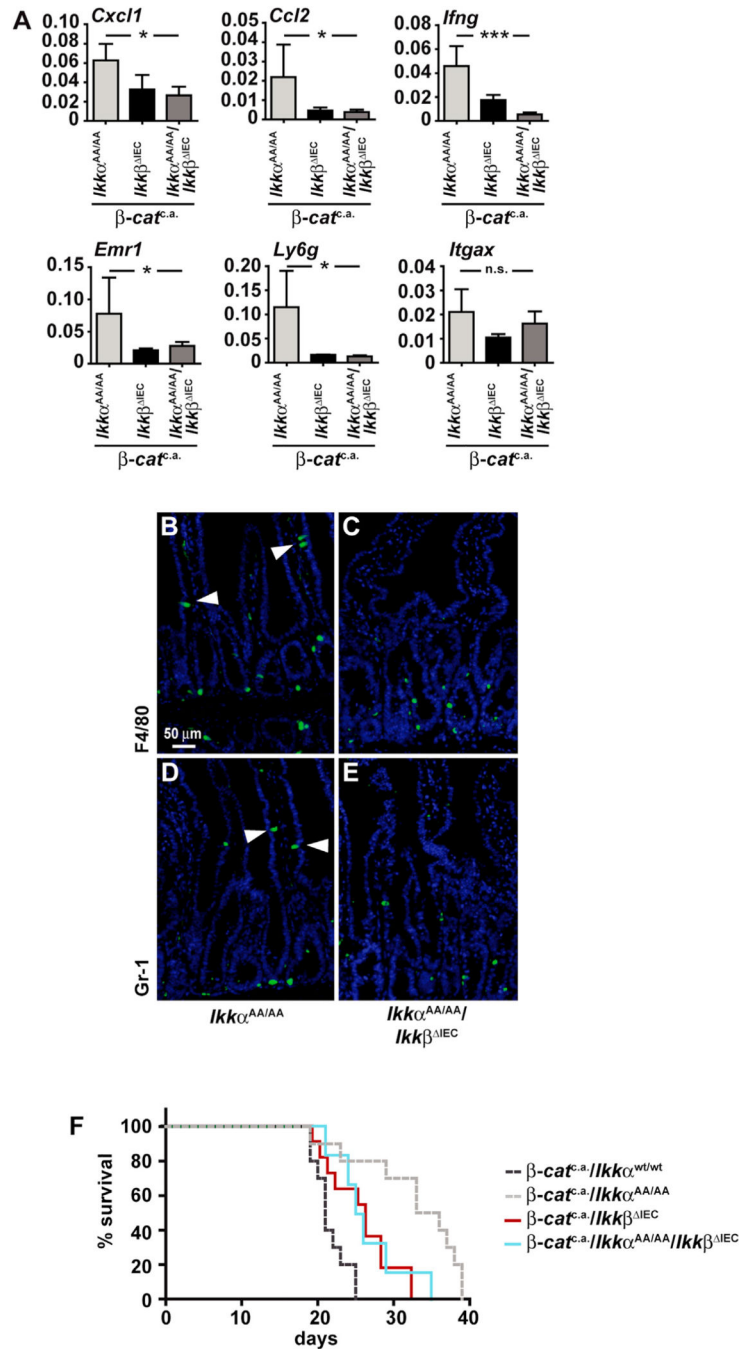 A
Cxcl1
*
0.10
0.08
0.06
0.04
0.02
0
IkkαAA/AA
IkkβΔIEC
IkkαAA/AA/
IkkβΔIEC
β-catc.a.
Ccl2
*
0.05
0.04
0.03
0.02
0.01
0
IkkαAA/AA
IkkβΔIEC
IkkαAA/AA/
IkkβΔIEC
β-catc.a.
Ifng
***
0.08
0.06
0.04
0.02
0
IkkαAA/AA
IkkβΔIEC
IkkαAA/AA/
IkkβΔIEC
β-catc.a.
Emr1
*
0.15
0.10
0.05
0
IkkαAA/AA
IkkβΔIEC
IkkαAA/AA/
IkkβΔIEC
β-catc.a.
Ly6g
*
0.20
0.15
0.10
0.05
0
IkkαAA/AA
IkkβΔIEC
IkkαAA/AA/
IkkβΔIEC
β-catc.a.
Itgax
n.s.
0.04
0.03
0.02
0.01
0
IkkαAA/AA
IkkβΔIEC
IkkαAA/AA/
IkkβΔIEC
β-catc.a.
B
C
F4/80
50 µm
D
E
Gr-1
IkkαAA/AA
IkkαAA/AA/
IkkβΔIEC
F
% survival
100
80
60
40
20
0
0 10 20 30 40
days
β-catc.a./Ikkαwt/wt
β-catc.a./IkkαAA/AA
β-catc.a./IkkβΔIEC
β-catc.a./IkkαAA/AA/IkkβΔIEC